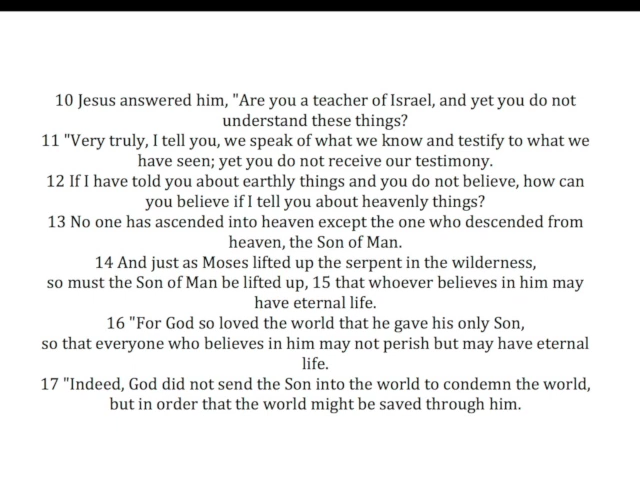 10 Jesus answered him, "Are you a teacher of Israel, and yet you do not
understand these things?
11 "Very truly, I tell you, we speak of what we know and testify to what we
have seen; yet you do not receive our testimony.
12 If I have told you about earthly things and you do not believe, how can
you believe if I tell you about heavenly things?
13 No one has ascended into heaven except the one who descended from
heaven, the Son of Man.
14 And just as Moses lifted up the serpent in the wilderness,
so must the Son of Man be lifted up, 15 that whoever believes in him may
have eternal life.
16 "For God so loved the world that he gave his only Son,
so that everyone who believes in him may not perish but may have eternal
life.
17 "Indeed, God did not send the Son into the world to condemn the world,
but in order that the world might be saved through him.